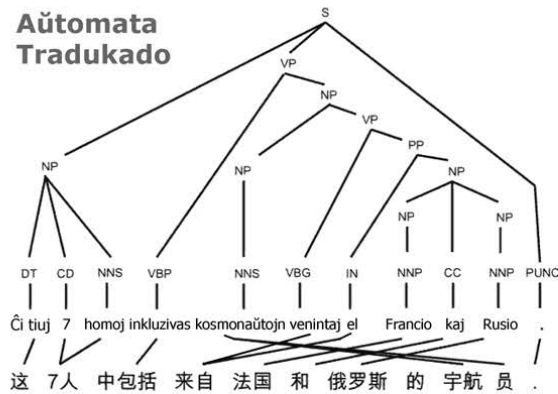 Aŭtomata
Tradukado
S
VP
NP
VP
PP
NP NP NP
NP NP
DT CD NNS VBP NNS VBG IN NNP CC NNP PUNC
Ĉi tiuj 7 homoj inkluzivas kosmonaŭtojn venintaj el Francio kaj Rusio .
这 7人 中包括 来自 法国 和 俄罗斯 的 宇航 员 .